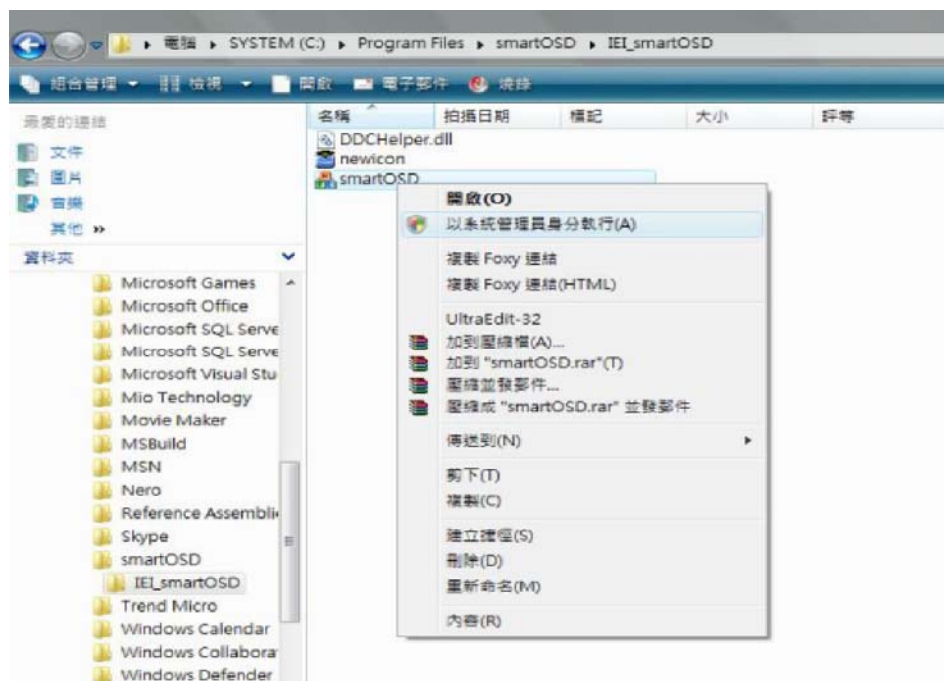 電腦 ▸ SYSTEM (C:) ▸ Program Files ▸ smartOSD ▸ IEI_smartOSD
組合管理 檢視 開啟 電子郵件 燒錄
最愛的連結
文件
圖片
音樂
其他 »
資料夾
Microsoft Games
Microsoft Office
Microsoft SQL Serve
Microsoft SQL Serve
Microsoft Visual Stu
Mio Technology
Movie Maker
MSBuild
MSN
Nero
Reference Assembli
Skype
smartOSD
IEI_smartOSD
Trend Micro
Windows Calendar
Windows Collabora
Windows Defender
名稱 拍攝日期 標記 大小 評等
DDCHelper.dll
newicon
smartOSD
開啟(O)
以系統管理員身分執行(A)
複製 Foxy 連結
複製 Foxy 連結(HTML)
UltraEdit-32
加到壓縮檔(A)...
加到 "smartOSD.rar"(T)
壓縮並發郵件...
壓縮成 "smartOSD.rar" 並發郵件
傳送到(N)
剪下(T)
複製(C)
建立捷徑(S)
刪除(D)
重新命名(M)
內容(R)